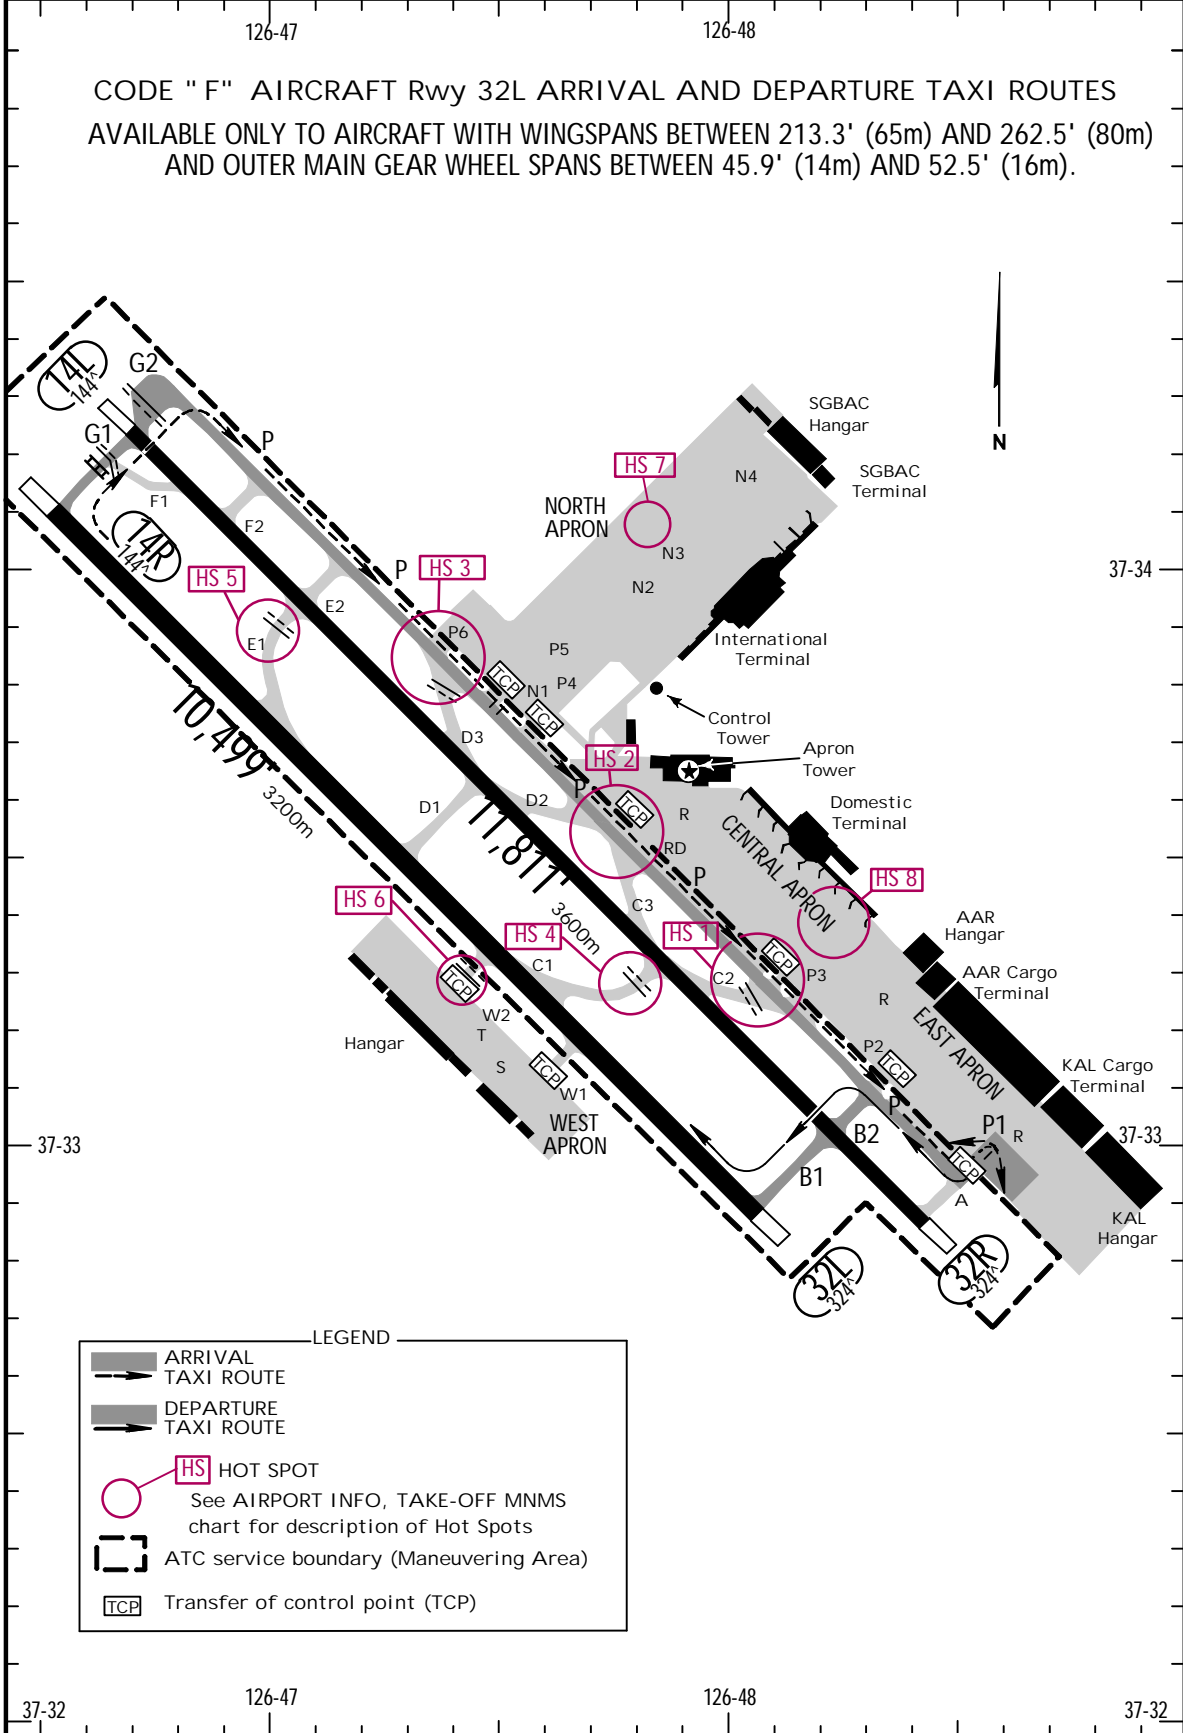 126-47
126-48
CODE "F" AIRCRAFT Rwy 32L ARRIVAL AND DEPARTURE TAXI ROUTES
AVAILABLE ONLY TO AIRCRAFT WITH WINGSPANS BETWEEN 213.3' (65m) AND 262.5' (80m)
AND OUTER MAIN GEAR WHEEL SPANS BETWEEN 45.9' (14m) AND 52.5' (16m).
N
14L
144^
G2
G1
P
F1
F2
14R
144^
SGBAC
Hangar
SGBAC
Terminal
N4
HS 7
NORTH
APRON
N3
N2
37-34
P
HS 3
HS 5
E2
E1
P6
P5
P4
N1
TCP
TCP
International
Terminal
Control
Tower
Apron
Tower
D3
D1
D2
HS 2
P
TCP
R
RD
Domestic
Terminal
CENTRAL APRON
10,499'
3200m
11,811'
3600m
P
HS 8
HS 6
HS 4
HS 1
C3
C1
C2
TCP
TCP
P3
R
AAR
Hangar
AAR Cargo
Terminal
EAST APRON
W2
T
S
Hangar
TCP
W1
WEST
APRON
P2
TCP
KAL Cargo
Terminal
P
P1
R
B2
B1
TCP
A
37-33
37-33
KAL
Hangar
32L
324^
32R
324^
LEGEND
ARRIVAL
TAXI ROUTE
DEPARTURE
TAXI ROUTE
HS HOT SPOT
See AIRPORT INFO, TAKE-OFF MNMS
chart for description of Hot Spots
ATC service boundary (Maneuvering Area)
TCP Transfer of control point (TCP)
37-32
126-47
126-48
37-32